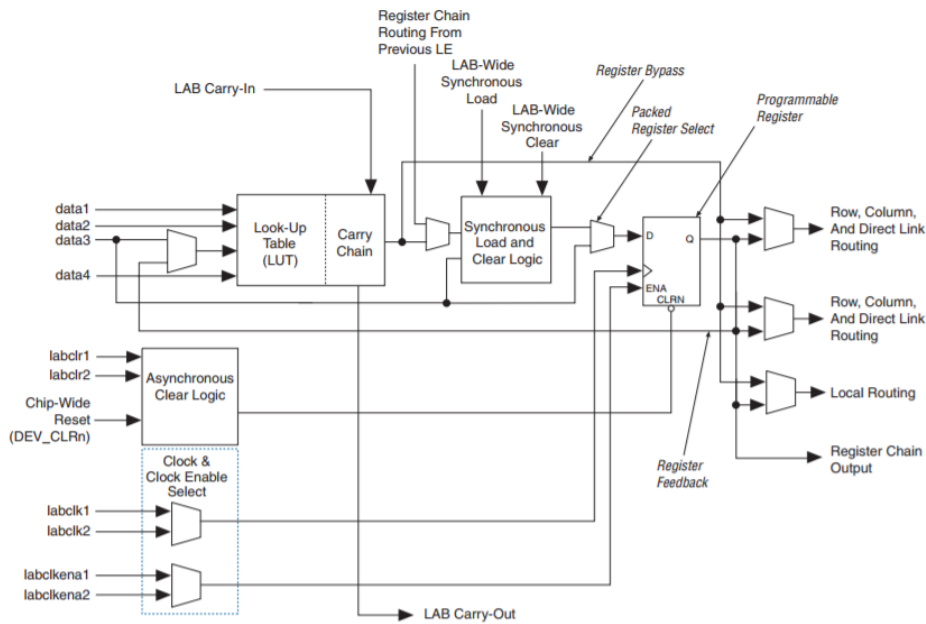 Register Chain
Routing From
Previous LE
LAB-Wide
Synchronous
Load
Register Bypass
Programmable
Register
LAB Carry-In
LAB-Wide
Synchronous
Clear
Packed
Register Select
data1
data2
data3
data4
Look-Up
Table
(LUT)
Carry
Chain
Synchronous
Load and
Clear Logic
D
Q
ENA
CLRN
Row, Column,
And Direct Link
Routing
Row, Column,
And Direct Link
Routing
Local Routing
Register Chain
Output
Register
Feedback
labclr1
labclr2
Chip-Wide
Reset
(DEV_CLRn)
Asynchronous
Clear Logic
Clock &
Clock Enable
Select
labclk1
labclk2
labclkena1
labclkena2
LAB Carry-Out